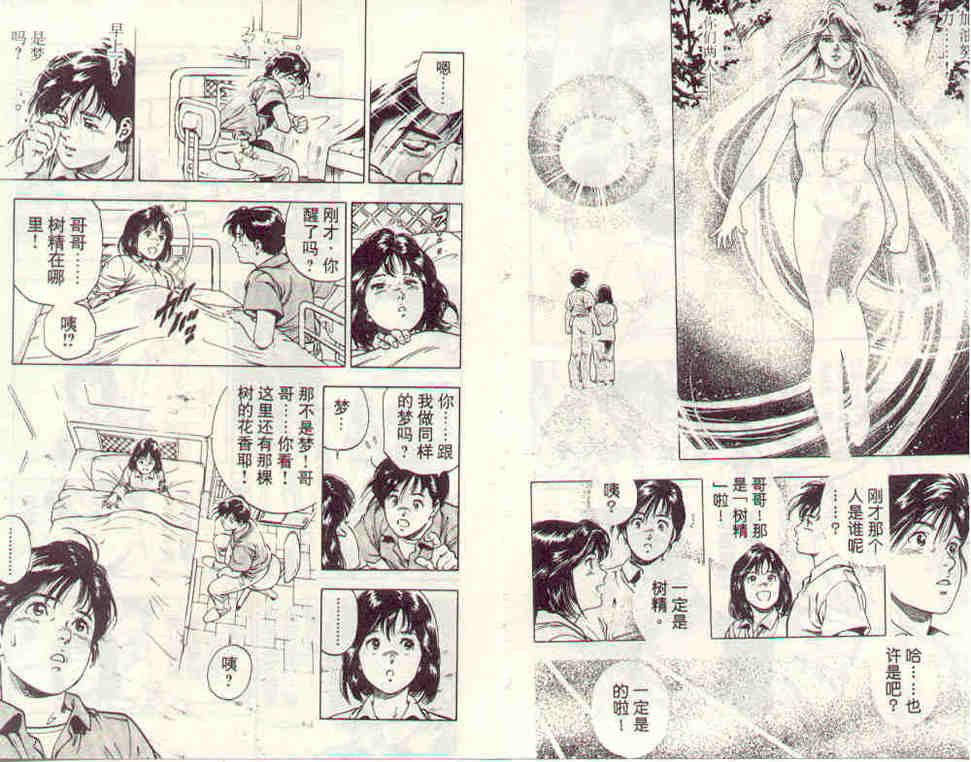 加油努
力………
你们两人——
刚才那个
人是谁呢
……？
哥哥！那
是「树精
」啦！
咦？
一定是
树精。
哈……也
许是吧？
一定是
的啦！
嗯……
早上？
是梦
吗？
刚才．你
醒了吗？
哥哥………
树精在哪
里！
咦!?
你……跟
我做同样
的梦吗？
梦…
那不是梦！哥
哥……你看！
这里还有那棵
树的花香耶！
…………
咦？
…………